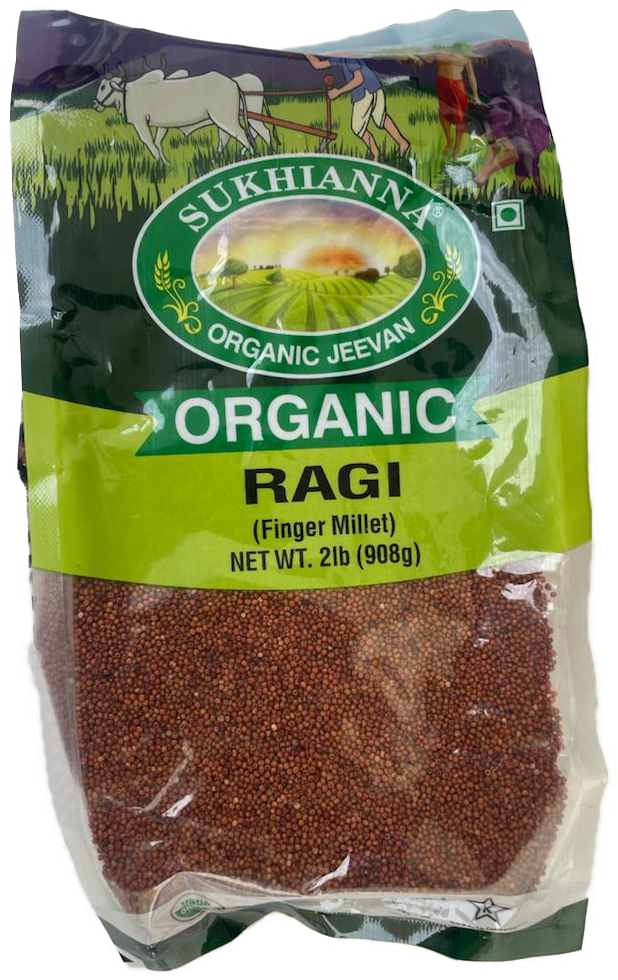 SUKHIANNA®
ORGANIC JEEVAN
ORGANIC
RAGI
(Finger Millet)
NET WT. 2lb (908g)
K